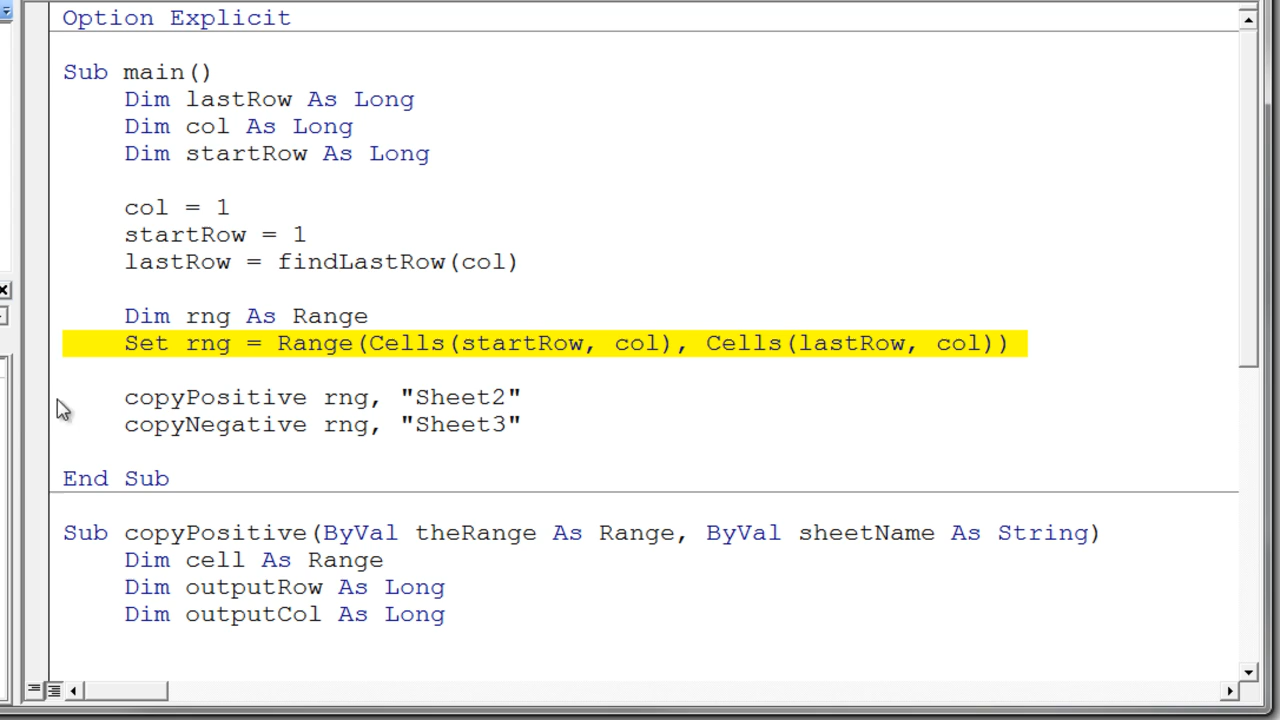 Option Explicit
Sub main()
Dim lastRow As Long
Dim col As Long
Dim startRow As Long
col = 1
startRow = 1
lastRow = findLastRow(col)
Dim rng As Range
Set rng = Range(Cells(startRow, col), Cells(lastRow, col))
copyPositive rng, "Sheet2"
copyNegative rng, "Sheet3"
End Sub
Sub copyPositive(ByVal theRange As Range, ByVal sheetName As String)
Dim cell As Range
Dim outputRow As Long
Dim outputCol As Long